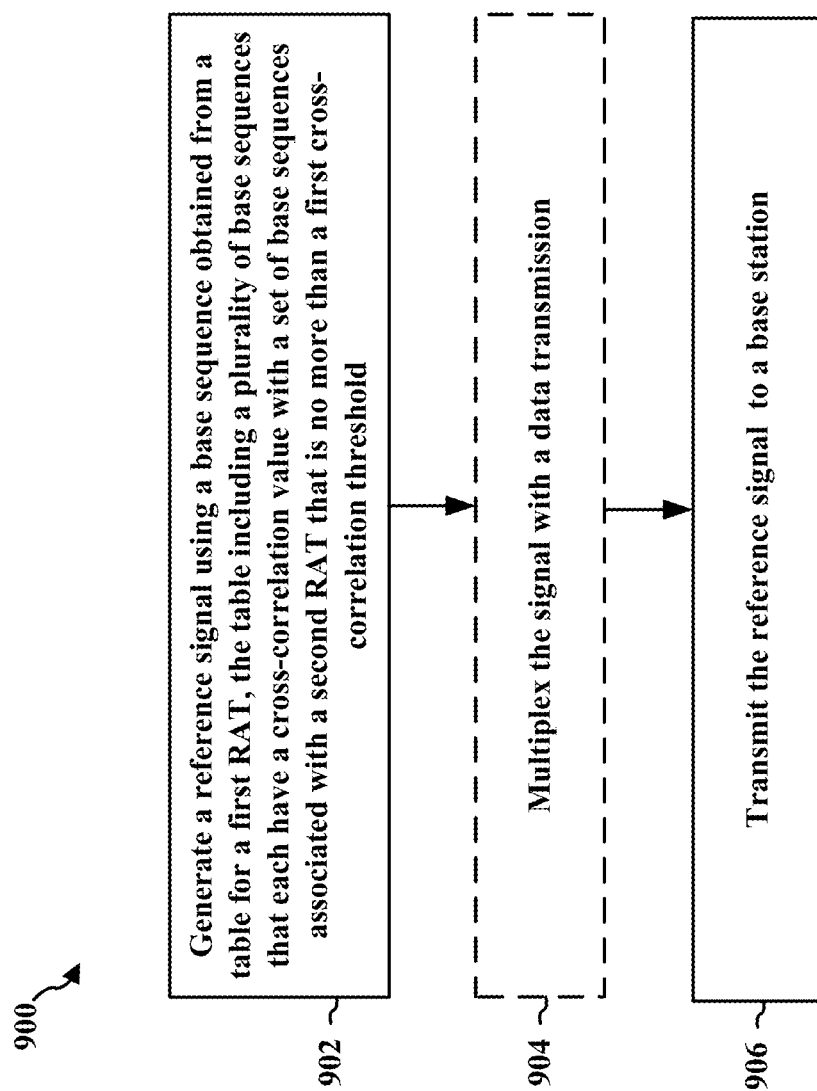 900
902
Generate a reference signal using a base sequence obtained from a
table for a first RAT, the table including a plurality of base sequences
that each have a cross-correlation value with a set of base sequences
associated with a second RAT that is no more than a first cross-
correlation threshold
904
Multiplex the signal with a data transmission
906
Transmit the reference signal to a base station